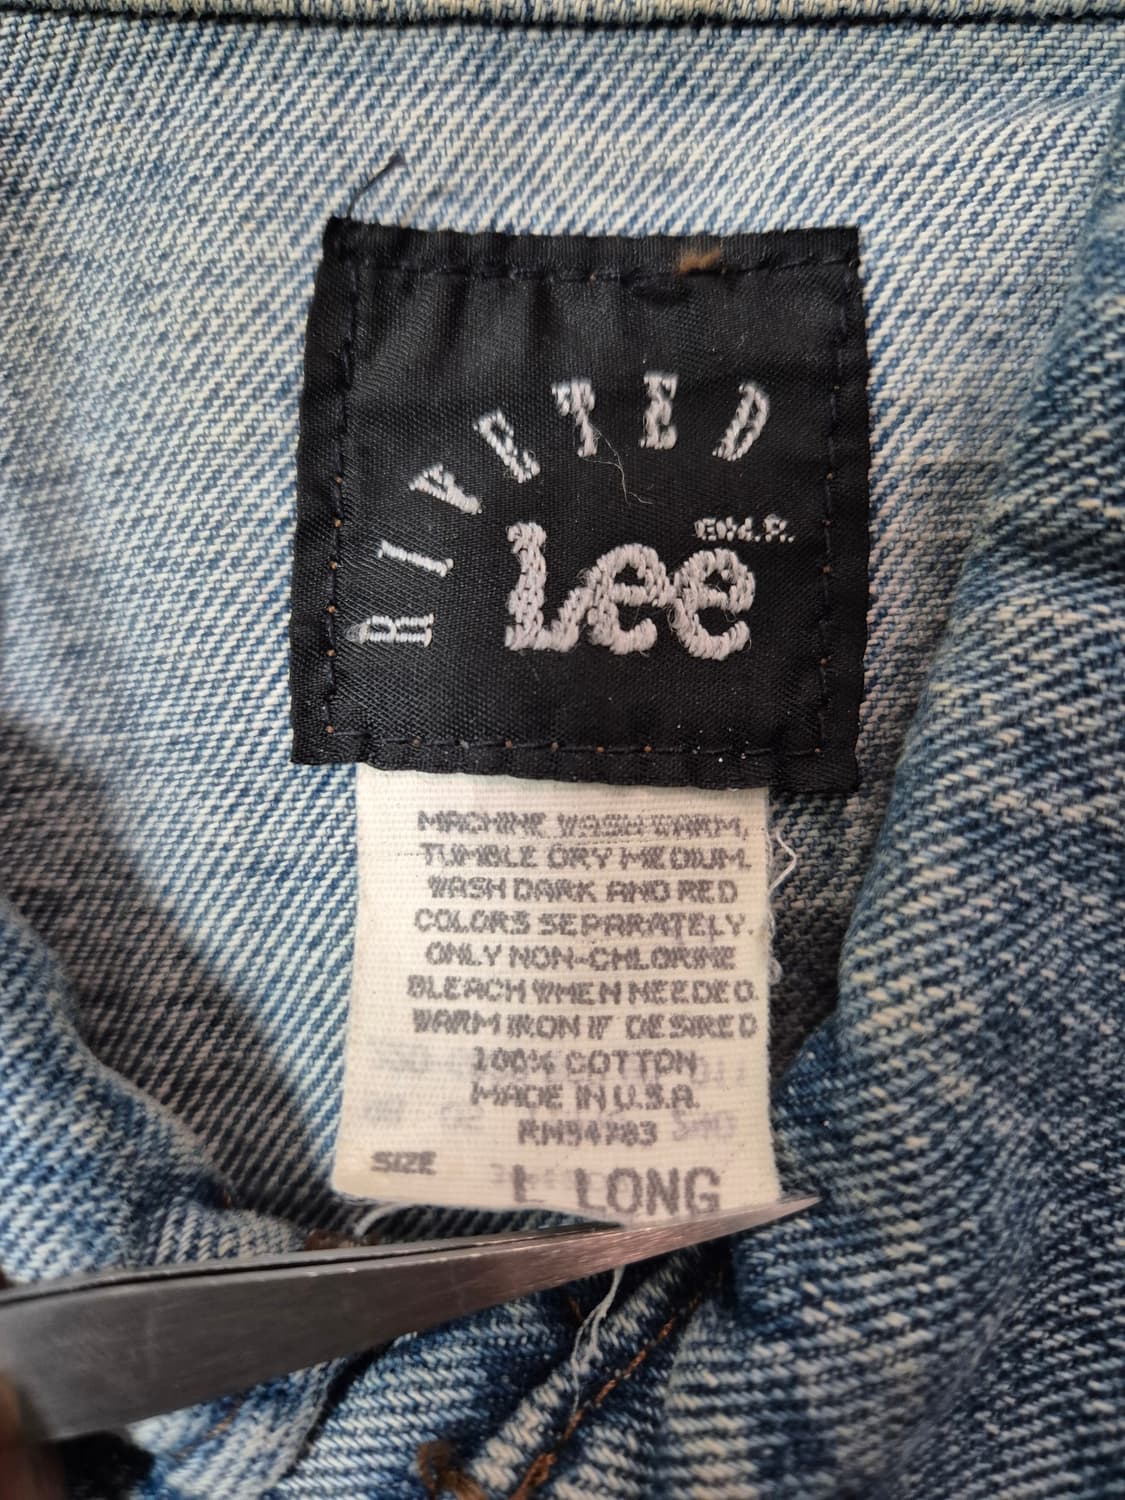 RIVETED
Lee
MACHINE WASH WARM,
TUMBLE DRY MEDIUM.
WASH DARK AND RED
COLORS SEPARATELY.
ONLY NON-CHLORINE
BLEACH WHEN NEEDED.
WARM IRON IF DESIRED
100% COTTON
MADE IN U.S.A.
RN54783
SIZE L LONG